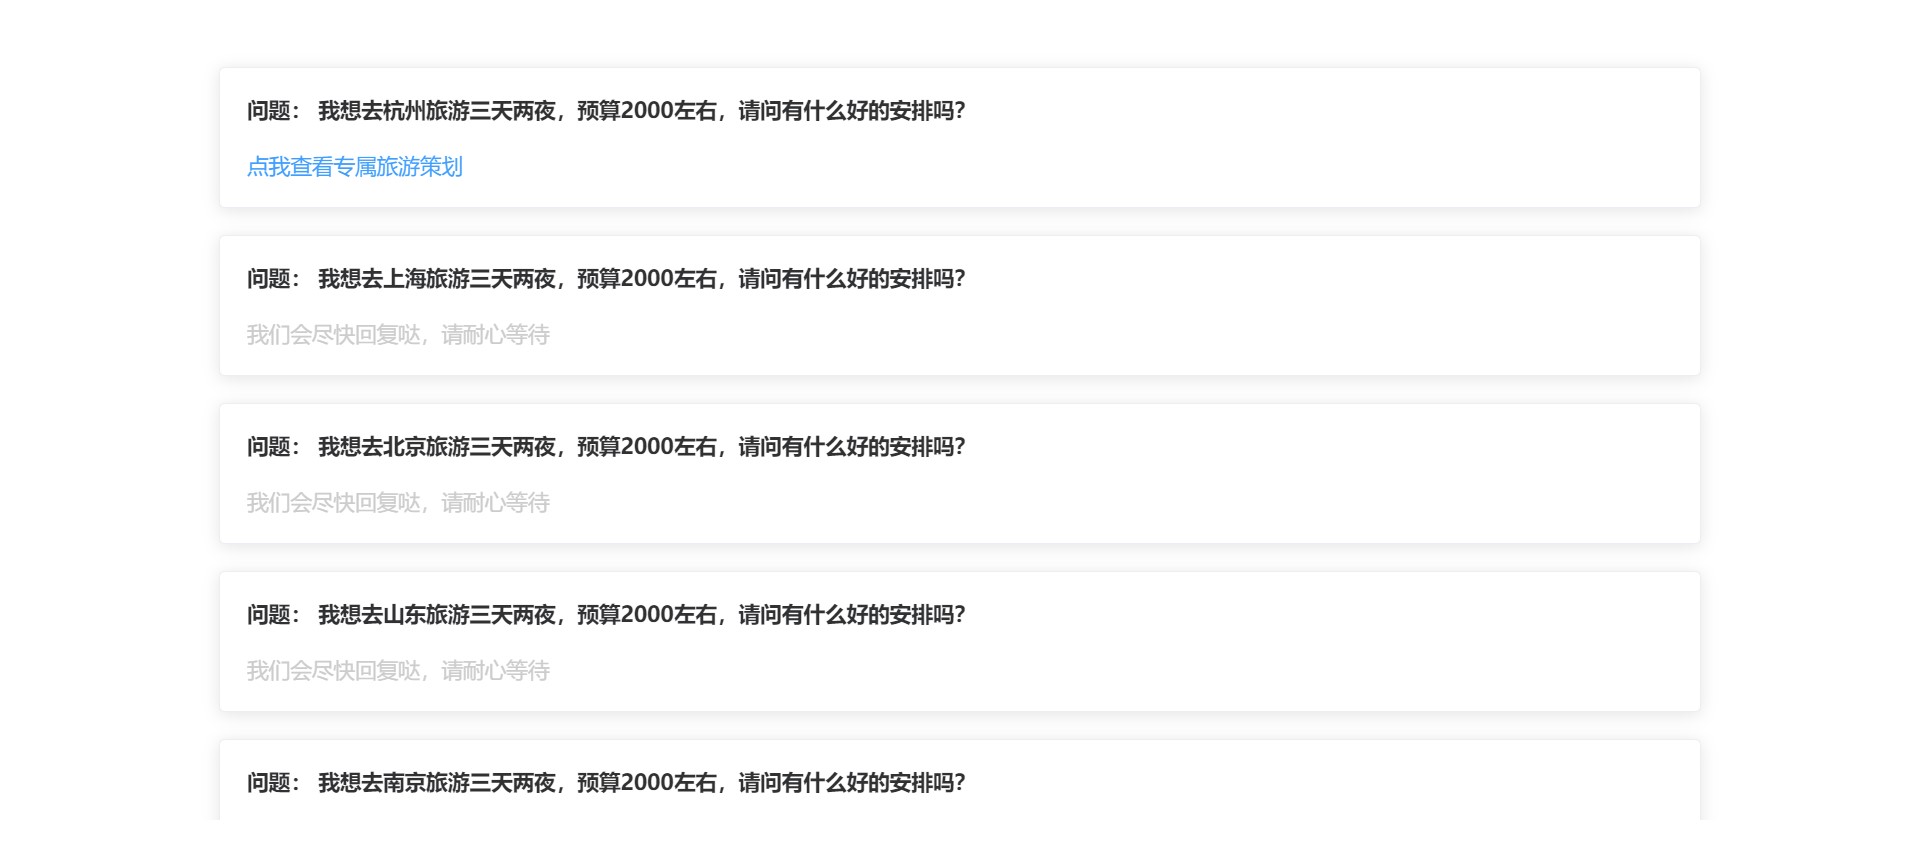 问题： 我想去杭州旅游三天两夜，预算2000左右，请问有什么好的安排吗？
点我查看专属旅游策划
问题： 我想去上海旅游三天两夜，预算2000左右，请问有什么好的安排吗？
我们会尽快回复哒，请耐心等待
问题： 我想去北京旅游三天两夜，预算2000左右，请问有什么好的安排吗？
我们会尽快回复哒，请耐心等待
问题： 我想去山东旅游三天两夜，预算2000左右，请问有什么好的安排吗？
我们会尽快回复哒，请耐心等待
问题： 我想去南京旅游三天两夜，预算2000左右，请问有什么好的安排吗？